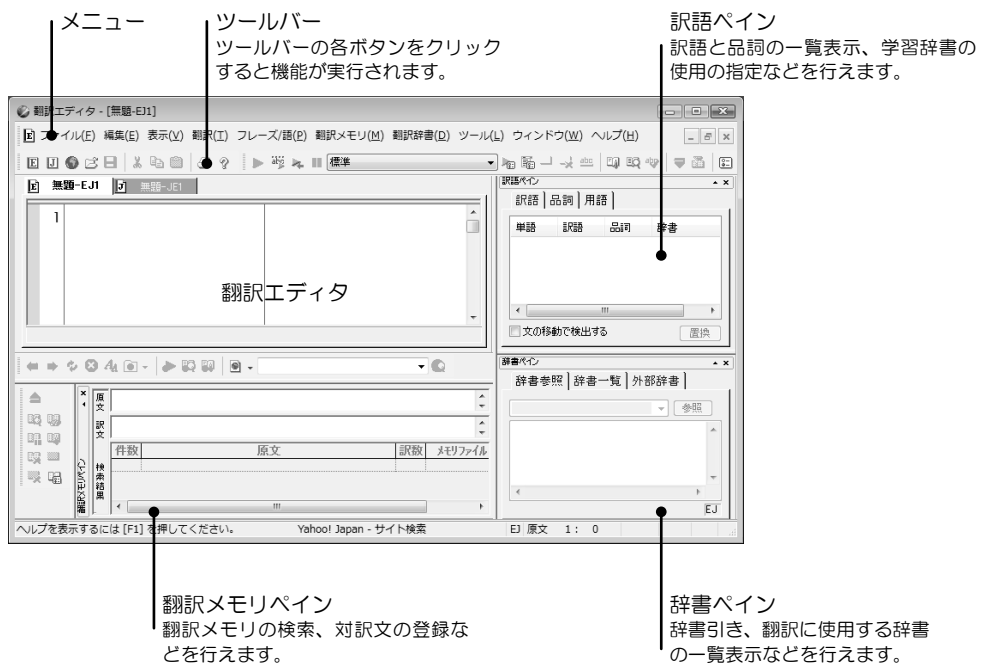 メニュー
ツールバー
ツールバーの各ボタンをクリック
すると機能が実行されます。
訳語ペイン
訳語と品詞の一覧表示、学習辞書の
使用の指定などを行えます。
翻訳エディタ - [無題-EJ1]
ファイル(F) 編集(E) 表示(V) 翻訳(T) フレーズ/語(P) 翻訳メモリ(M) 翻訳辞書(D) ツール(L) ウィンドウ(W) ヘルプ(H)
標準
無題-EJ1 無題-JE1
1
翻訳エディタ
訳語ペイン
訳語 品詞 用語
単語 訳語 品詞 辞書
文の移動で検出する 置換
辞書ペイン
辞書参照 辞書一覧 外部辞書
参照
EJ
原文
訳文
件数 原文 訳数 メモリファイル
検索結果
翻訳メモリペイン
ヘルプを表示するには [F1] を押してください。 Yahoo! Japan - サイト検索 EJ 原文 1: 0
翻訳メモリペイン
翻訳メモリの検索、対訳文の登録な
どを行えます。
辞書ペイン
辞書引き、翻訳に使用する辞書
の一覧表示などを行えます。